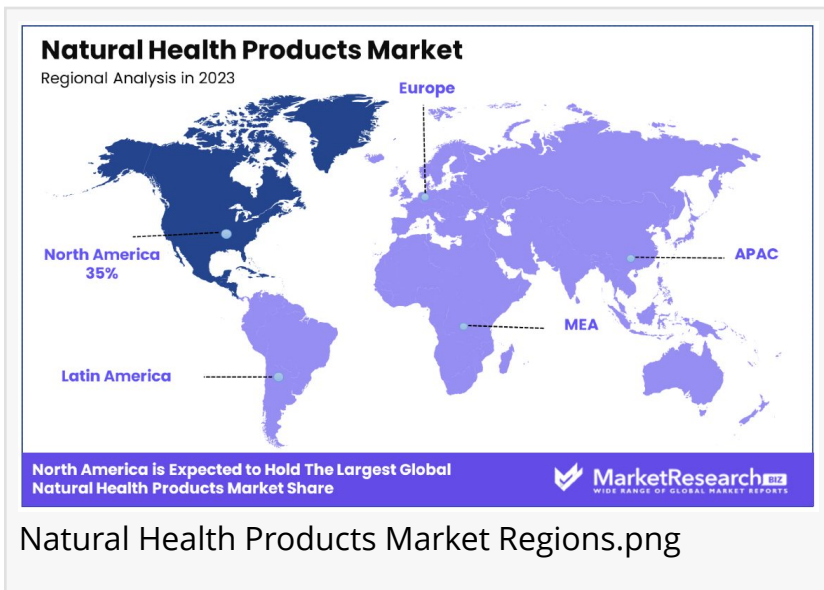 Natural Health Products Market
Regional Analysis in 2023
Europe
North America
35%
APAC
MEA
Latin America
North America is Expected to Hold The Largest Global
Natural Health Products Market Share
MarketResearch BIZ
WIDE RANGE OF GLOBAL MARKET REPORTS
Natural Health Products Market Regions.png